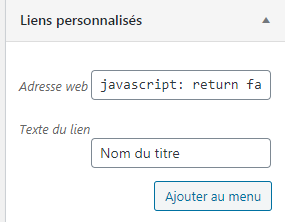 Liens personnalisés
Adresse web javascript: return fa
Texte du lien
Nom du titre
Ajouter au menu